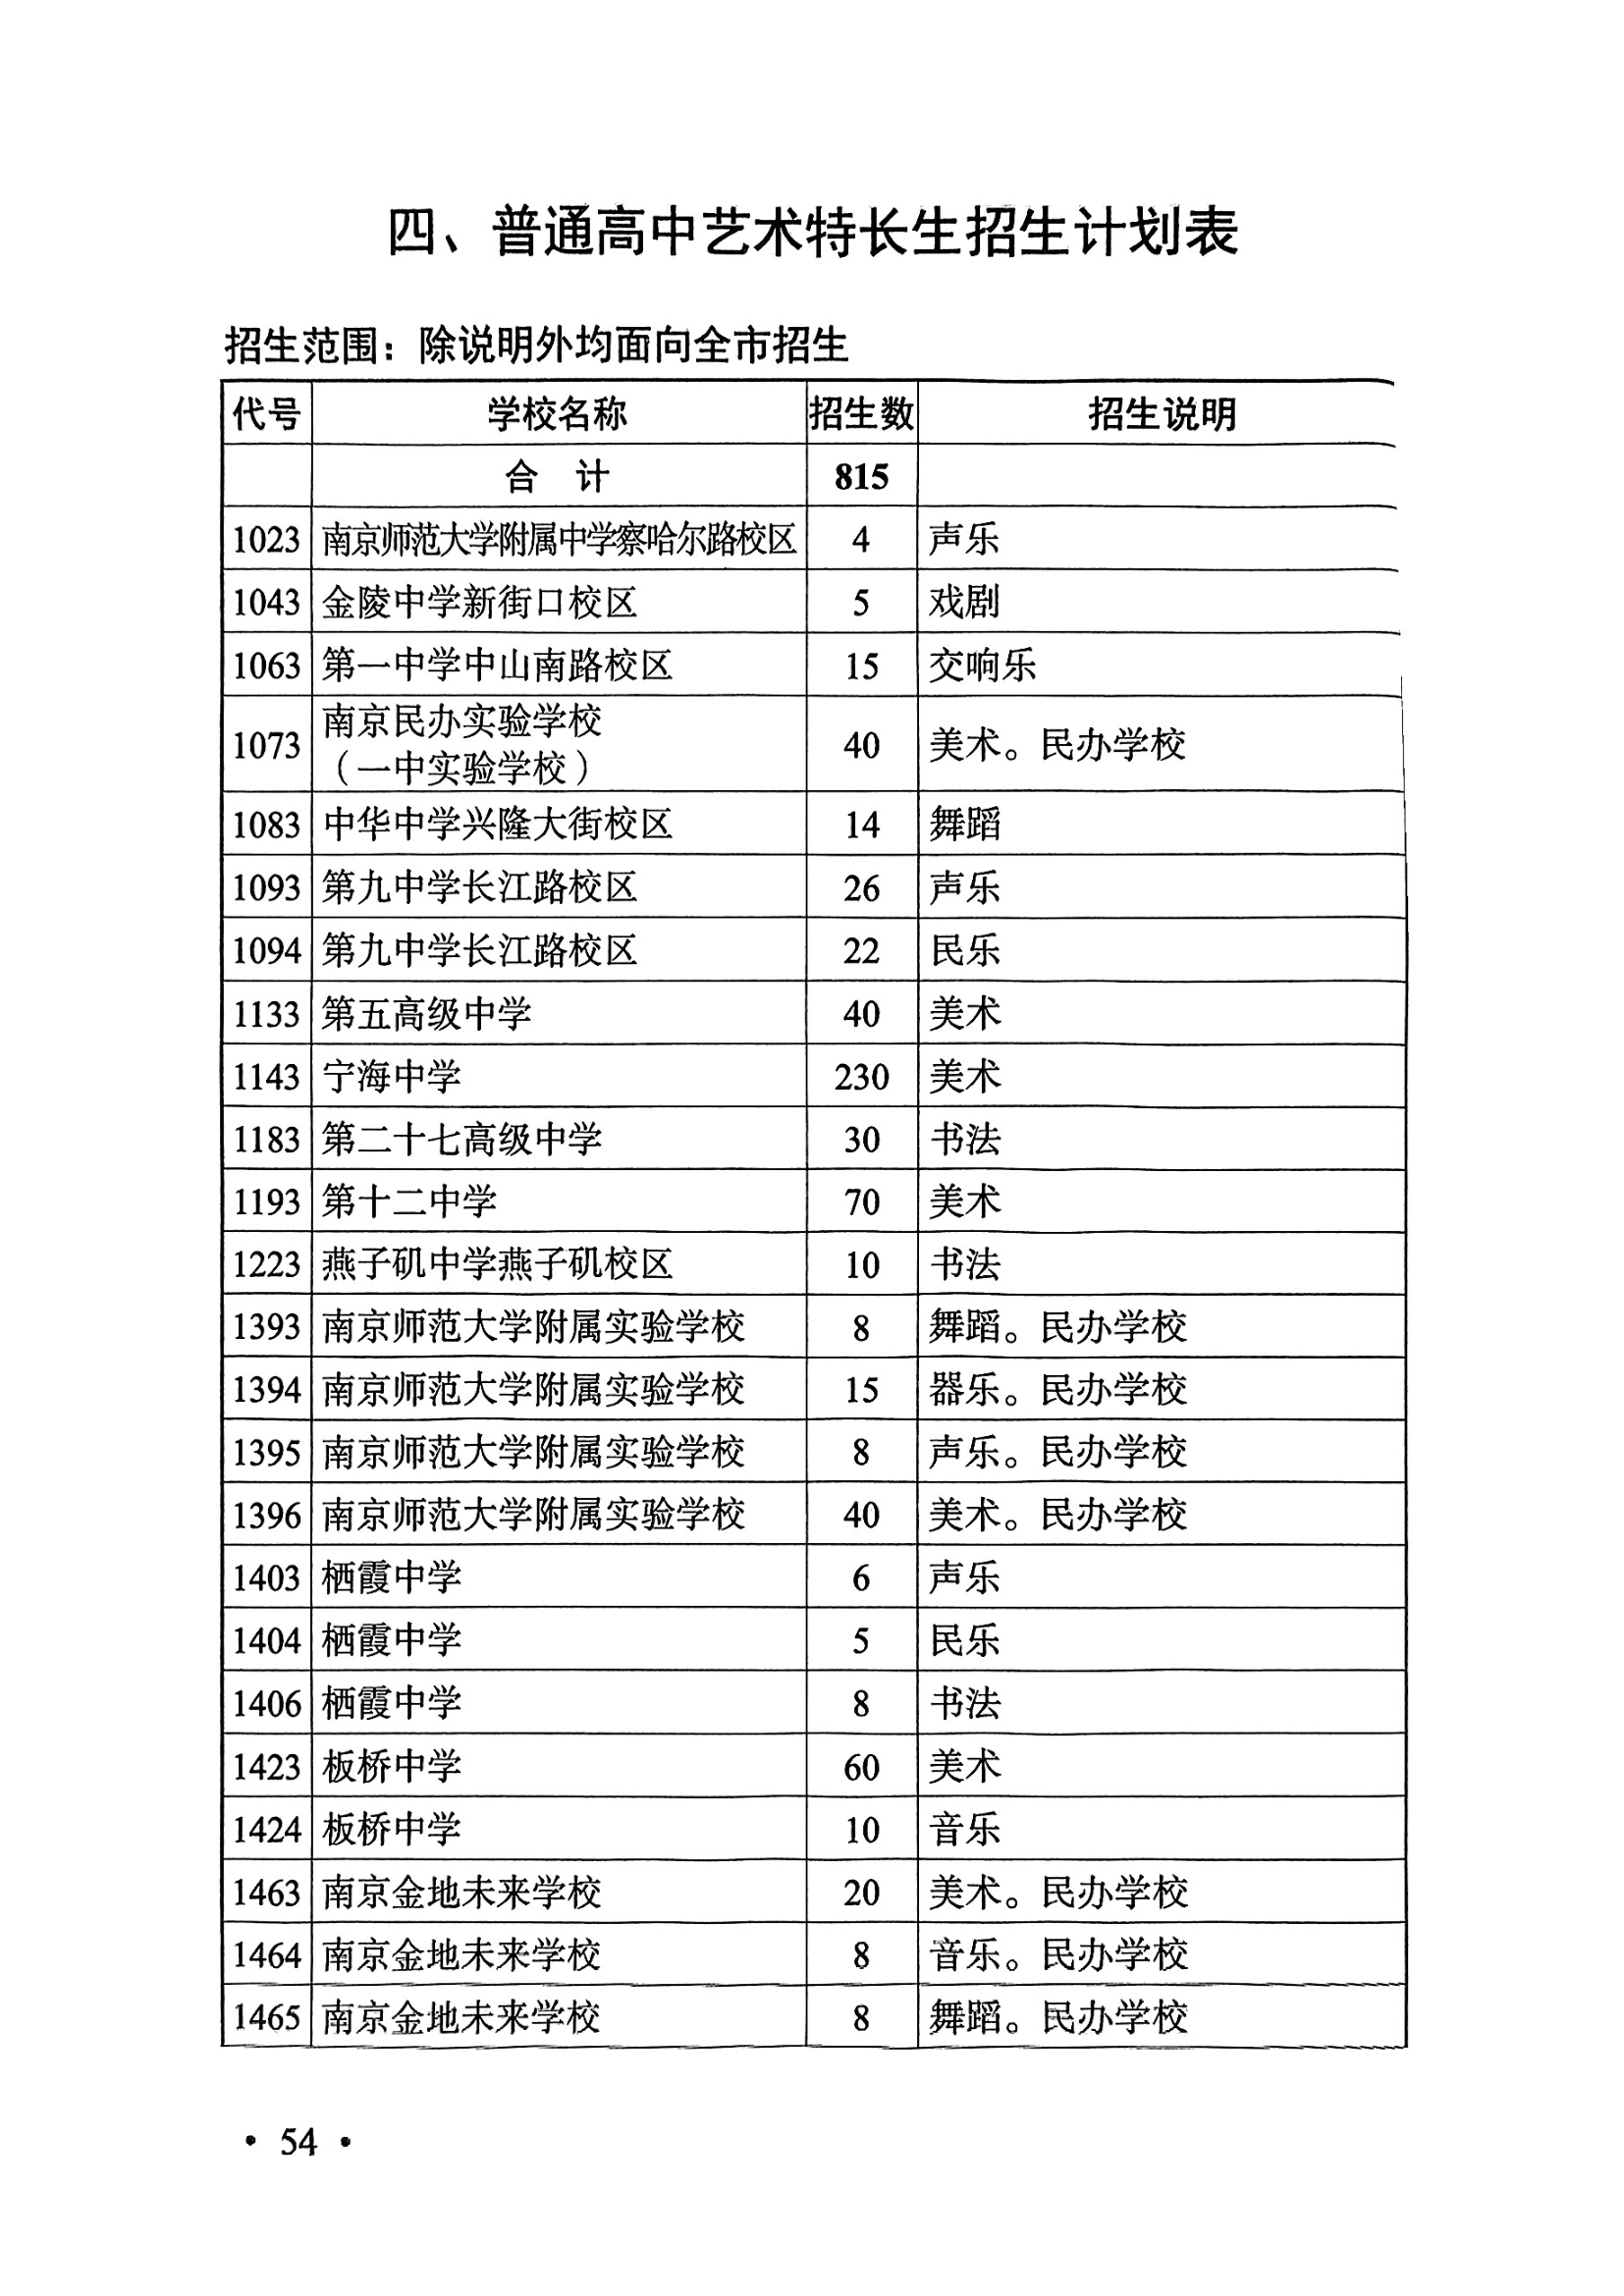 四、普通高中艺术特长生招生计划表
招生范围：除说明外均面向全市招生
代号 学校名称 招生数 招生说明
合 计 815
1023 南京师范大学附属中学察哈尔路校区 4 声乐
1043 金陵中学新街口校区 5 戏剧
1063 第一中学中山南路校区 15 交响乐
1073 南京民办实验学校
（一中实验学校） 40 美术。民办学校
1083 中华中学兴隆大街校区 14 舞蹈
1093 第九中学长江路校区 26 声乐
1094 第九中学长江路校区 22 民乐
1133 第五高级中学 40 美术
1143 宁海中学 230 美术
1183 第二十七高级中学 30 书法
1193 第十二中学 70 美术
1223 燕子矶中学燕子矶校区 10 书法
1393 南京师范大学附属实验学校 8 舞蹈。民办学校
1394 南京师范大学附属实验学校 15 器乐。民办学校
1395 南京师范大学附属实验学校 8 声乐。民办学校
1396 南京师范大学附属实验学校 40 美术。民办学校
1403 栖霞中学 6 声乐
1404 栖霞中学 5 民乐
1406 栖霞中学 8 书法
1423 板桥中学 60 美术
1424 板桥中学 10 音乐
1463 南京金地未来学校 20 美术。民办学校
1464 南京金地未来学校 8 音乐。民办学校
1465 南京金地未来学校 8 舞蹈。民办学校
· 54 ·